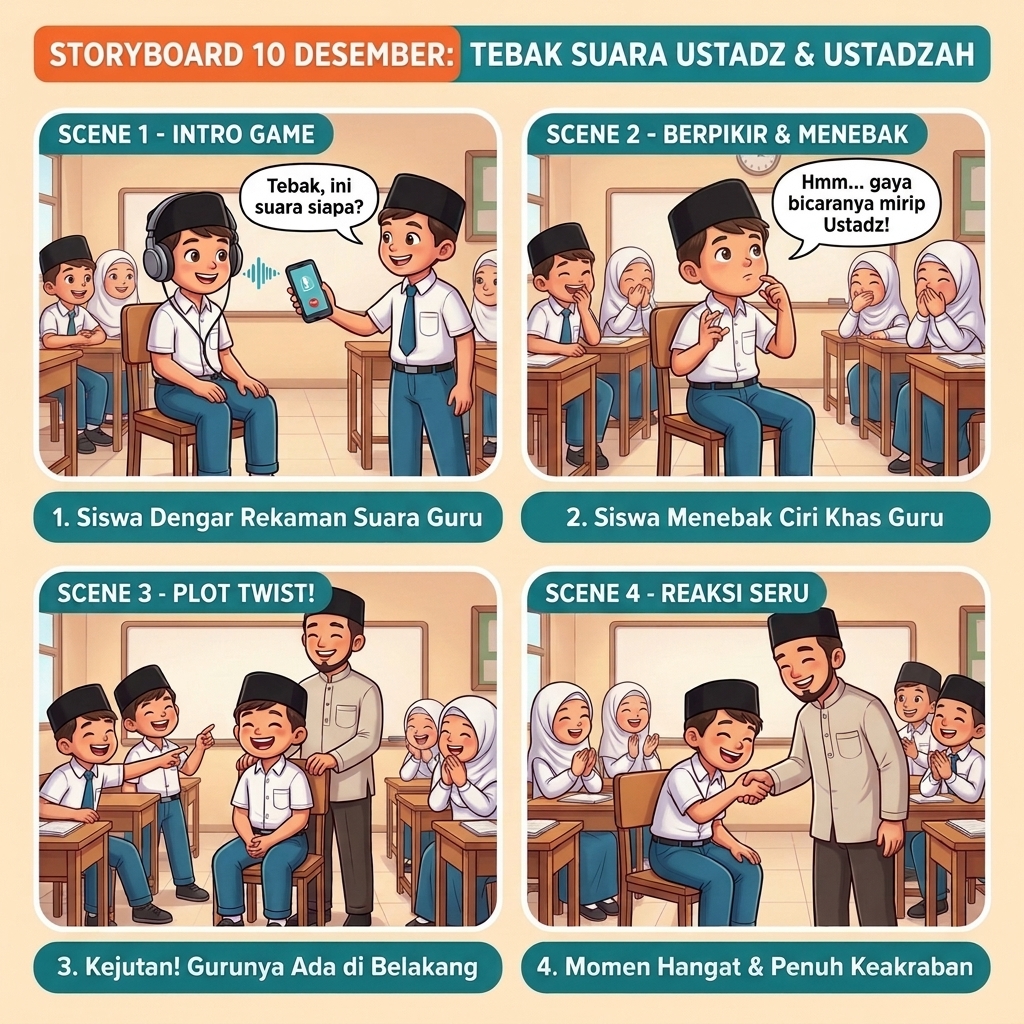 STORYBOARD 10 DESEMBER: TEBAK SUARA USTADZ & USTADZAH
SCENE 1 - INTRO GAME
Tebak, ini
suara siapa?
1. Siswa Dengar Rekaman Suara Guru
SCENE 2 - BERPIKIR & MENEBAK
Hmm... gaya
bicaranya mirip
Ustadz!
2. Siswa Menebak Ciri Khas Guru
SCENE 3 - PLOT TWIST!
3. Kejutan! Gurunya Ada di Belakang
SCENE 4 - REAKSI SERU
4. Momen Hangat & Penuh Keakraban